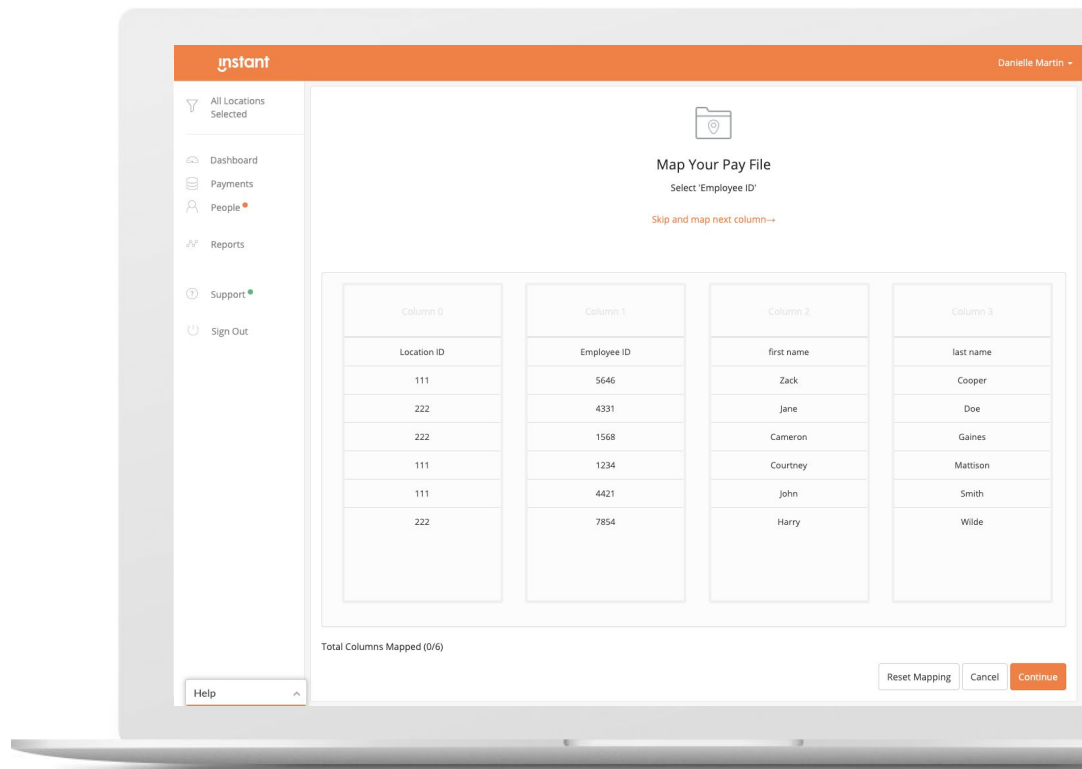 instant
Danielle Martin
All Locations
Selected
Dashboard
Payments
People
Reports
Support
Sign Out
Help
Map Your Pay File
Select 'Employee ID'
Skip and map next column→
Column 0 Column 1 Column 2 Column 3
Location ID Employee ID first name last name
111 5646 Zack Cooper
222 4331 Jane Doe
222 1568 Cameron Gaines
111 1234 Courtney Mattison
111 4421 John Smith
222 7854 Harry Wilde
Total Columns Mapped (0/6)
Reset Mapping Cancel Continue